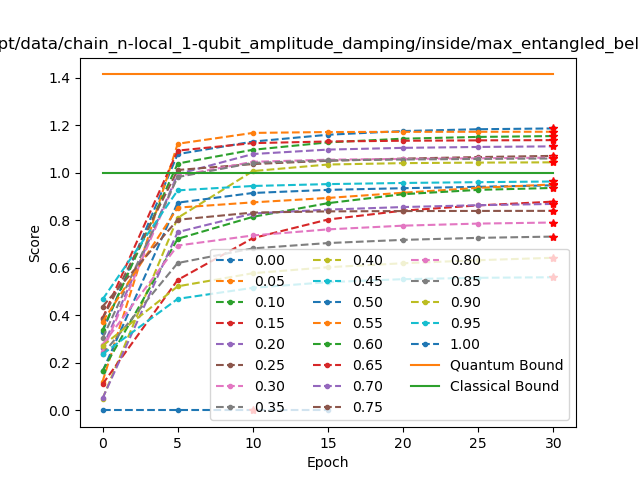 pt/data/chain_n-local_1-qubit_amplitude_damping/inside/max_entangled_bel
Score
1.4
1.2
1.0
0.8
0.6
0.4
0.2
0.0
0.00 0.40 0.80
0.05 0.45 0.85
0.10 0.50 0.90
0.15 0.55 0.95
0.20 0.60 1.00
0.25 0.65 Quantum Bound
0.30 0.70 Classical Bound
0.35 0.75
0 5 10 15 20 25 30
Epoch